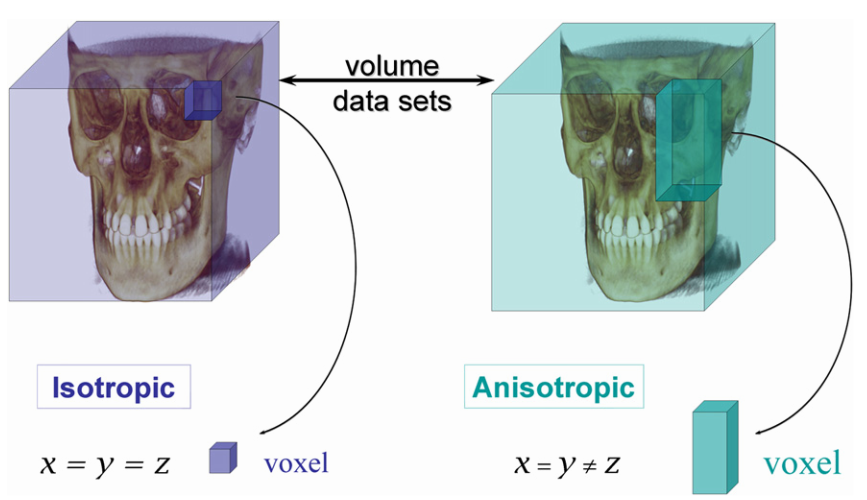 volume
data sets
Isotropic
Anisotropic
x = y = z
voxel
x = y ≠ z
voxel